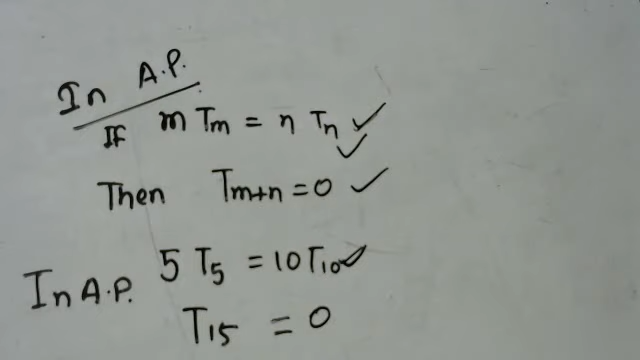 In A.P.
If m Tm = n Tn ✓
✓
Then Tm+n = 0 ✓
In A.P. 5 T5 = 10 T10 ✓
T15 = 0